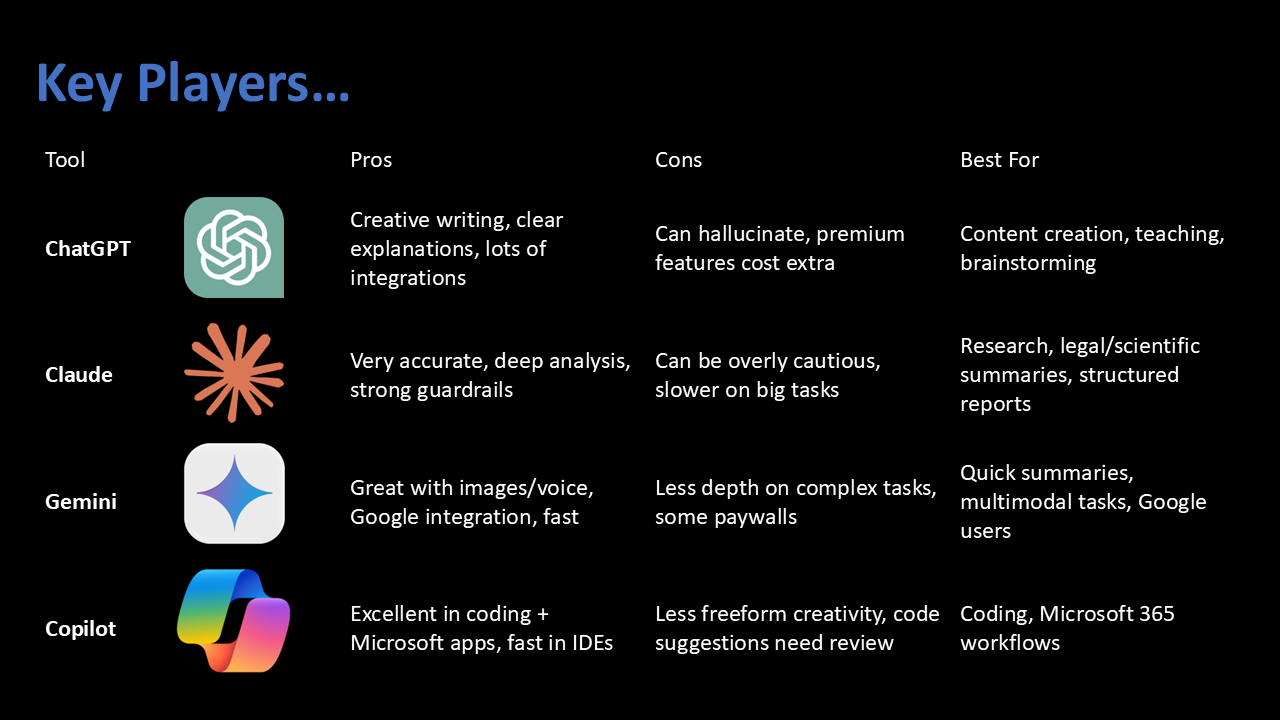 Key Players...
Tool
Pros
Cons
Best For
ChatGPT
Creative writing, clear
explanations, lots of
integrations
Can hallucinate, premium
features cost extra
Content creation, teaching,
brainstorming
Claude
Very accurate, deep analysis,
strong guardrails
Can be overly cautious,
slower on big tasks
Research, legal/scientific
summaries, structured
reports
Gemini
Great with images/voice,
Google integration, fast
Less depth on complex tasks,
some paywalls
Quick summaries,
multimodal tasks, Google
users
Copilot
Excellent in coding +
Microsoft apps, fast in IDEs
Less freeform creativity, code
suggestions need review
Coding, Microsoft 365
workflows